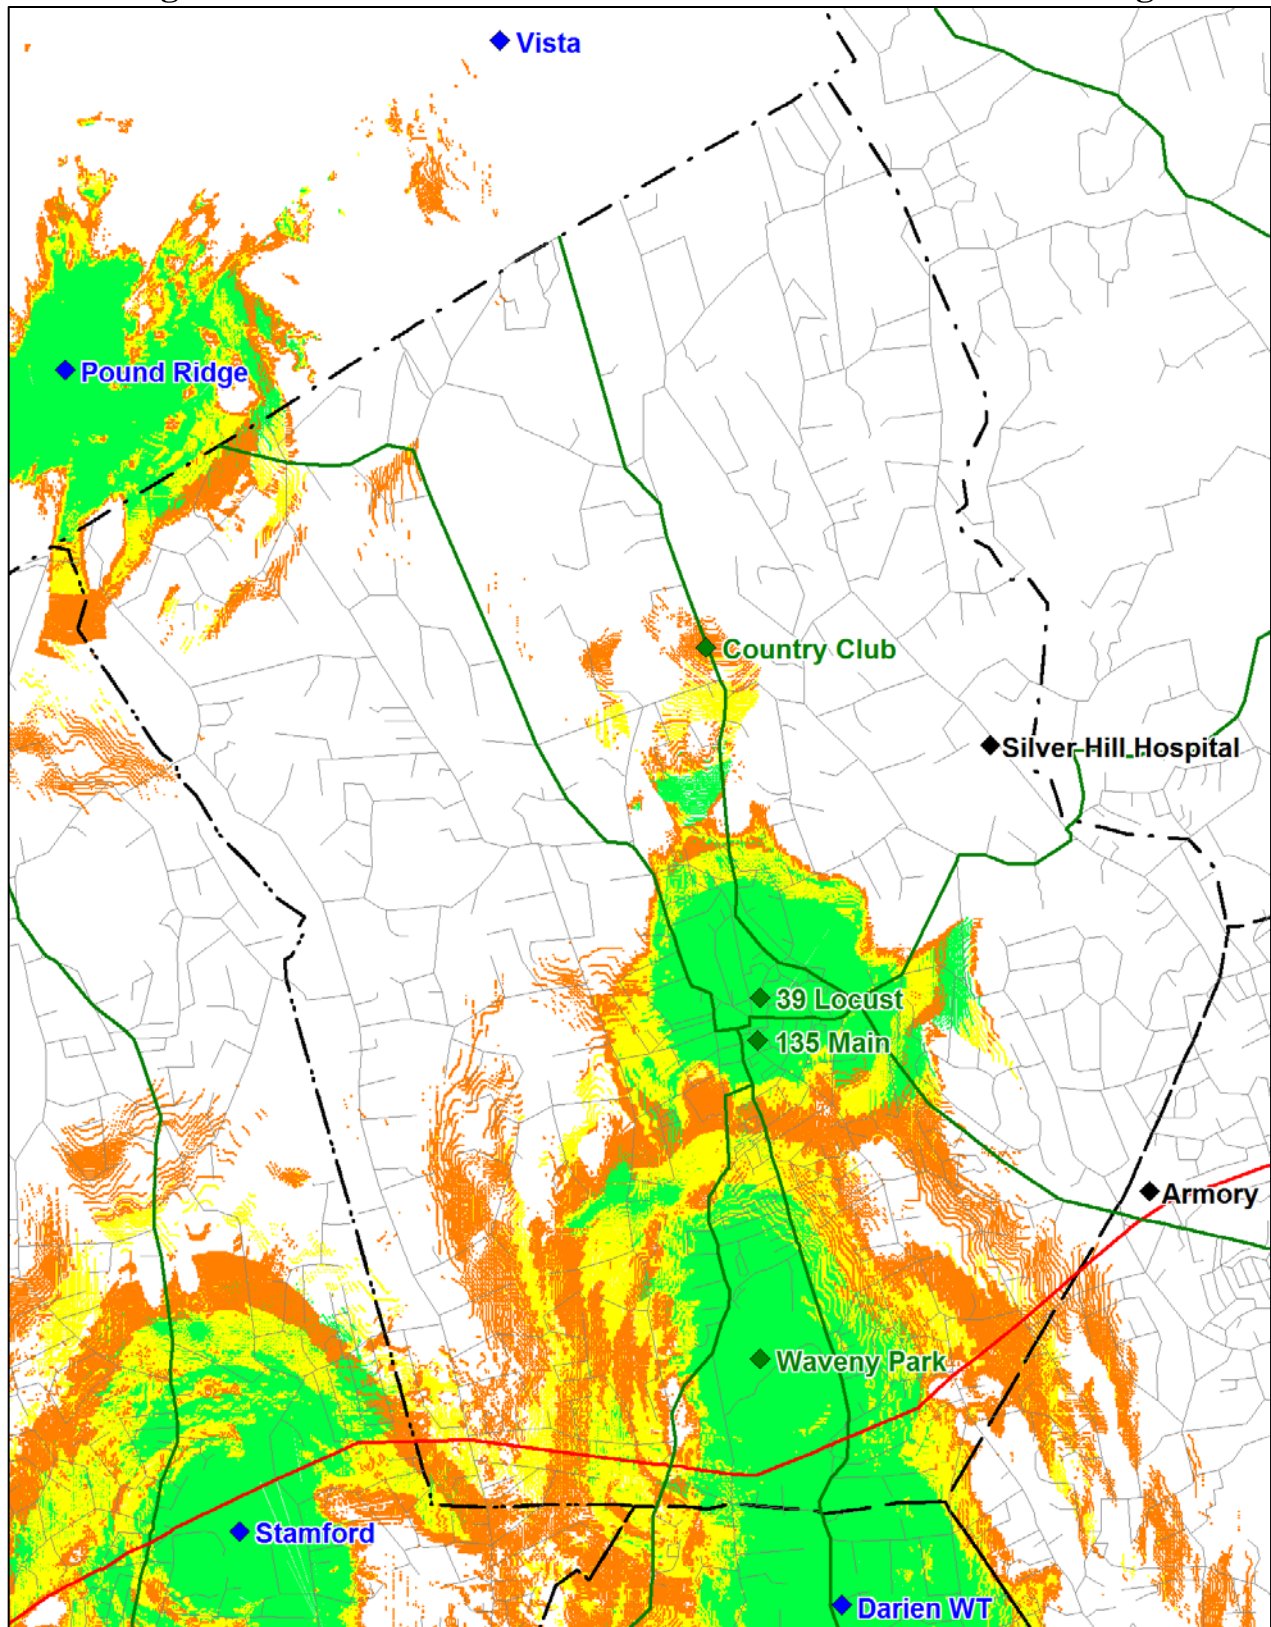 Vista
Pound Ridge
Country Club
Silver Hill Hospital
39 Locust
135 Main
Armory
Waveny Park
Stamford
Darien WT